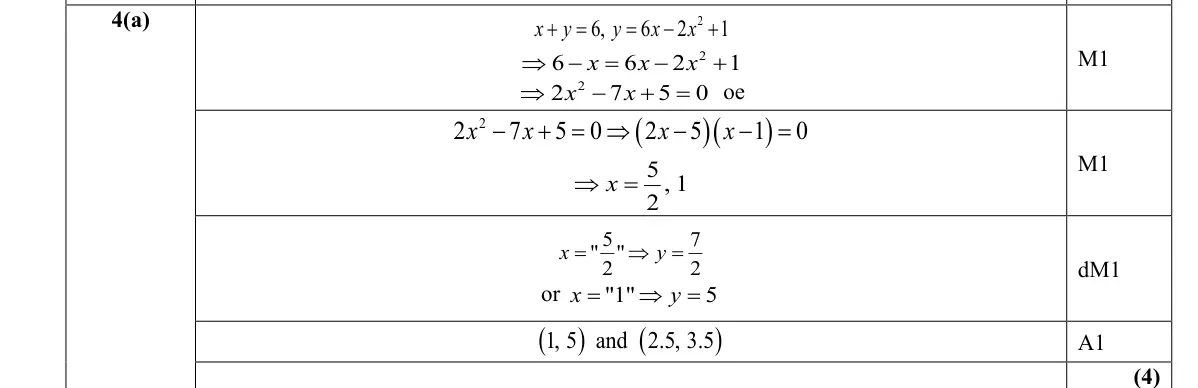 4(a)
x + y = 6, y = 6x − 2x² + 1
⇒ 6 − x = 6x − 2x² + 1
⇒ 2x² − 7x + 5 = 0 oe
M1
2x² − 7x + 5 = 0 ⇒ (2x − 5)(x − 1) = 0
⇒ x = 5/2, 1
M1
x = "5/2" ⇒ y = 7/2
or x = "1" ⇒ y = 5
dM1
(1, 5) and (2.5, 3.5)
A1
(4)